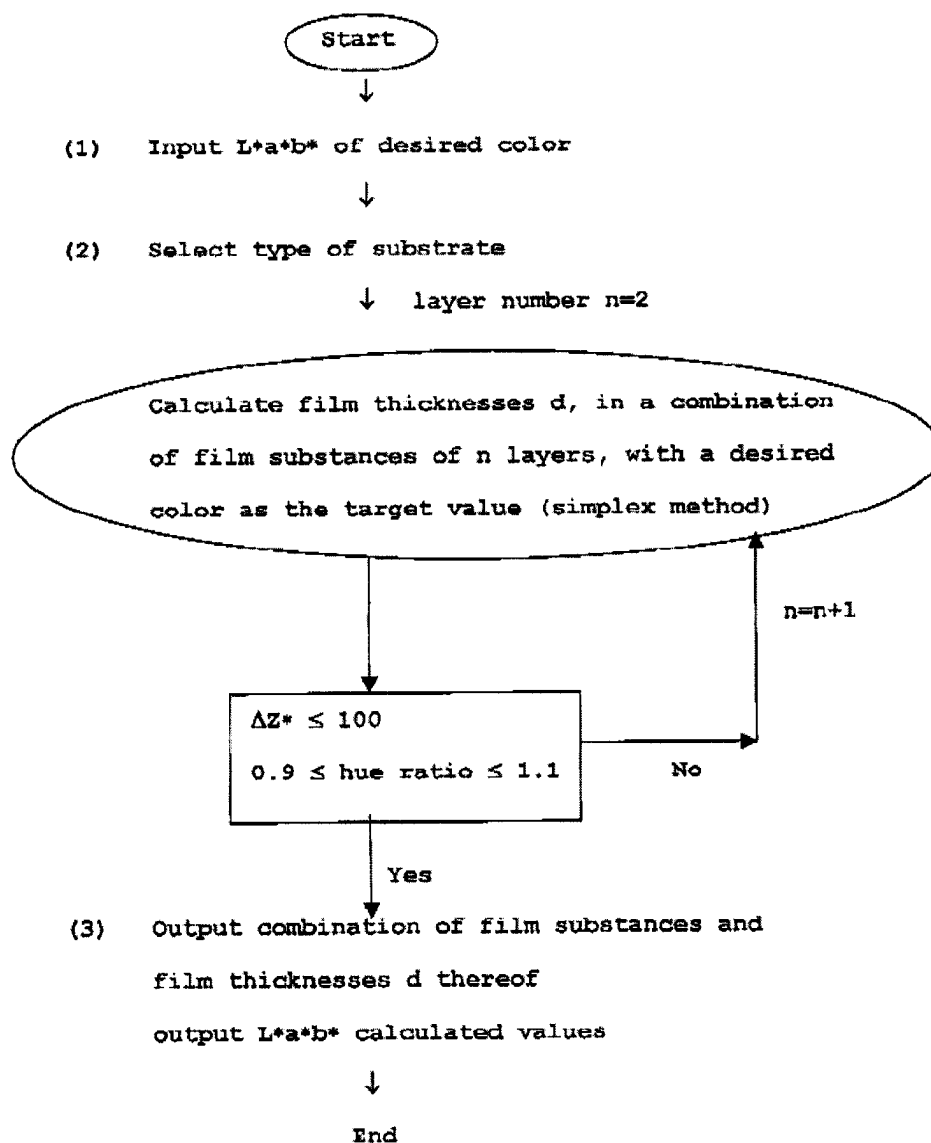 Start
↓
(1) Input L*a*b* of desired color
↓
(2) Select type of substrate
↓ layer number n=2
Calculate film thicknesses d, in a combination
of film substances of n layers, with a desired
color as the target value (simplex method)
n=n+1
ΔZ* ≤ 100
0.9 ≤ hue ratio ≤ 1.1
No
Yes
(3) Output combination of film substances and
film thicknesses d thereof
output L*a*b* calculated values
↓
End